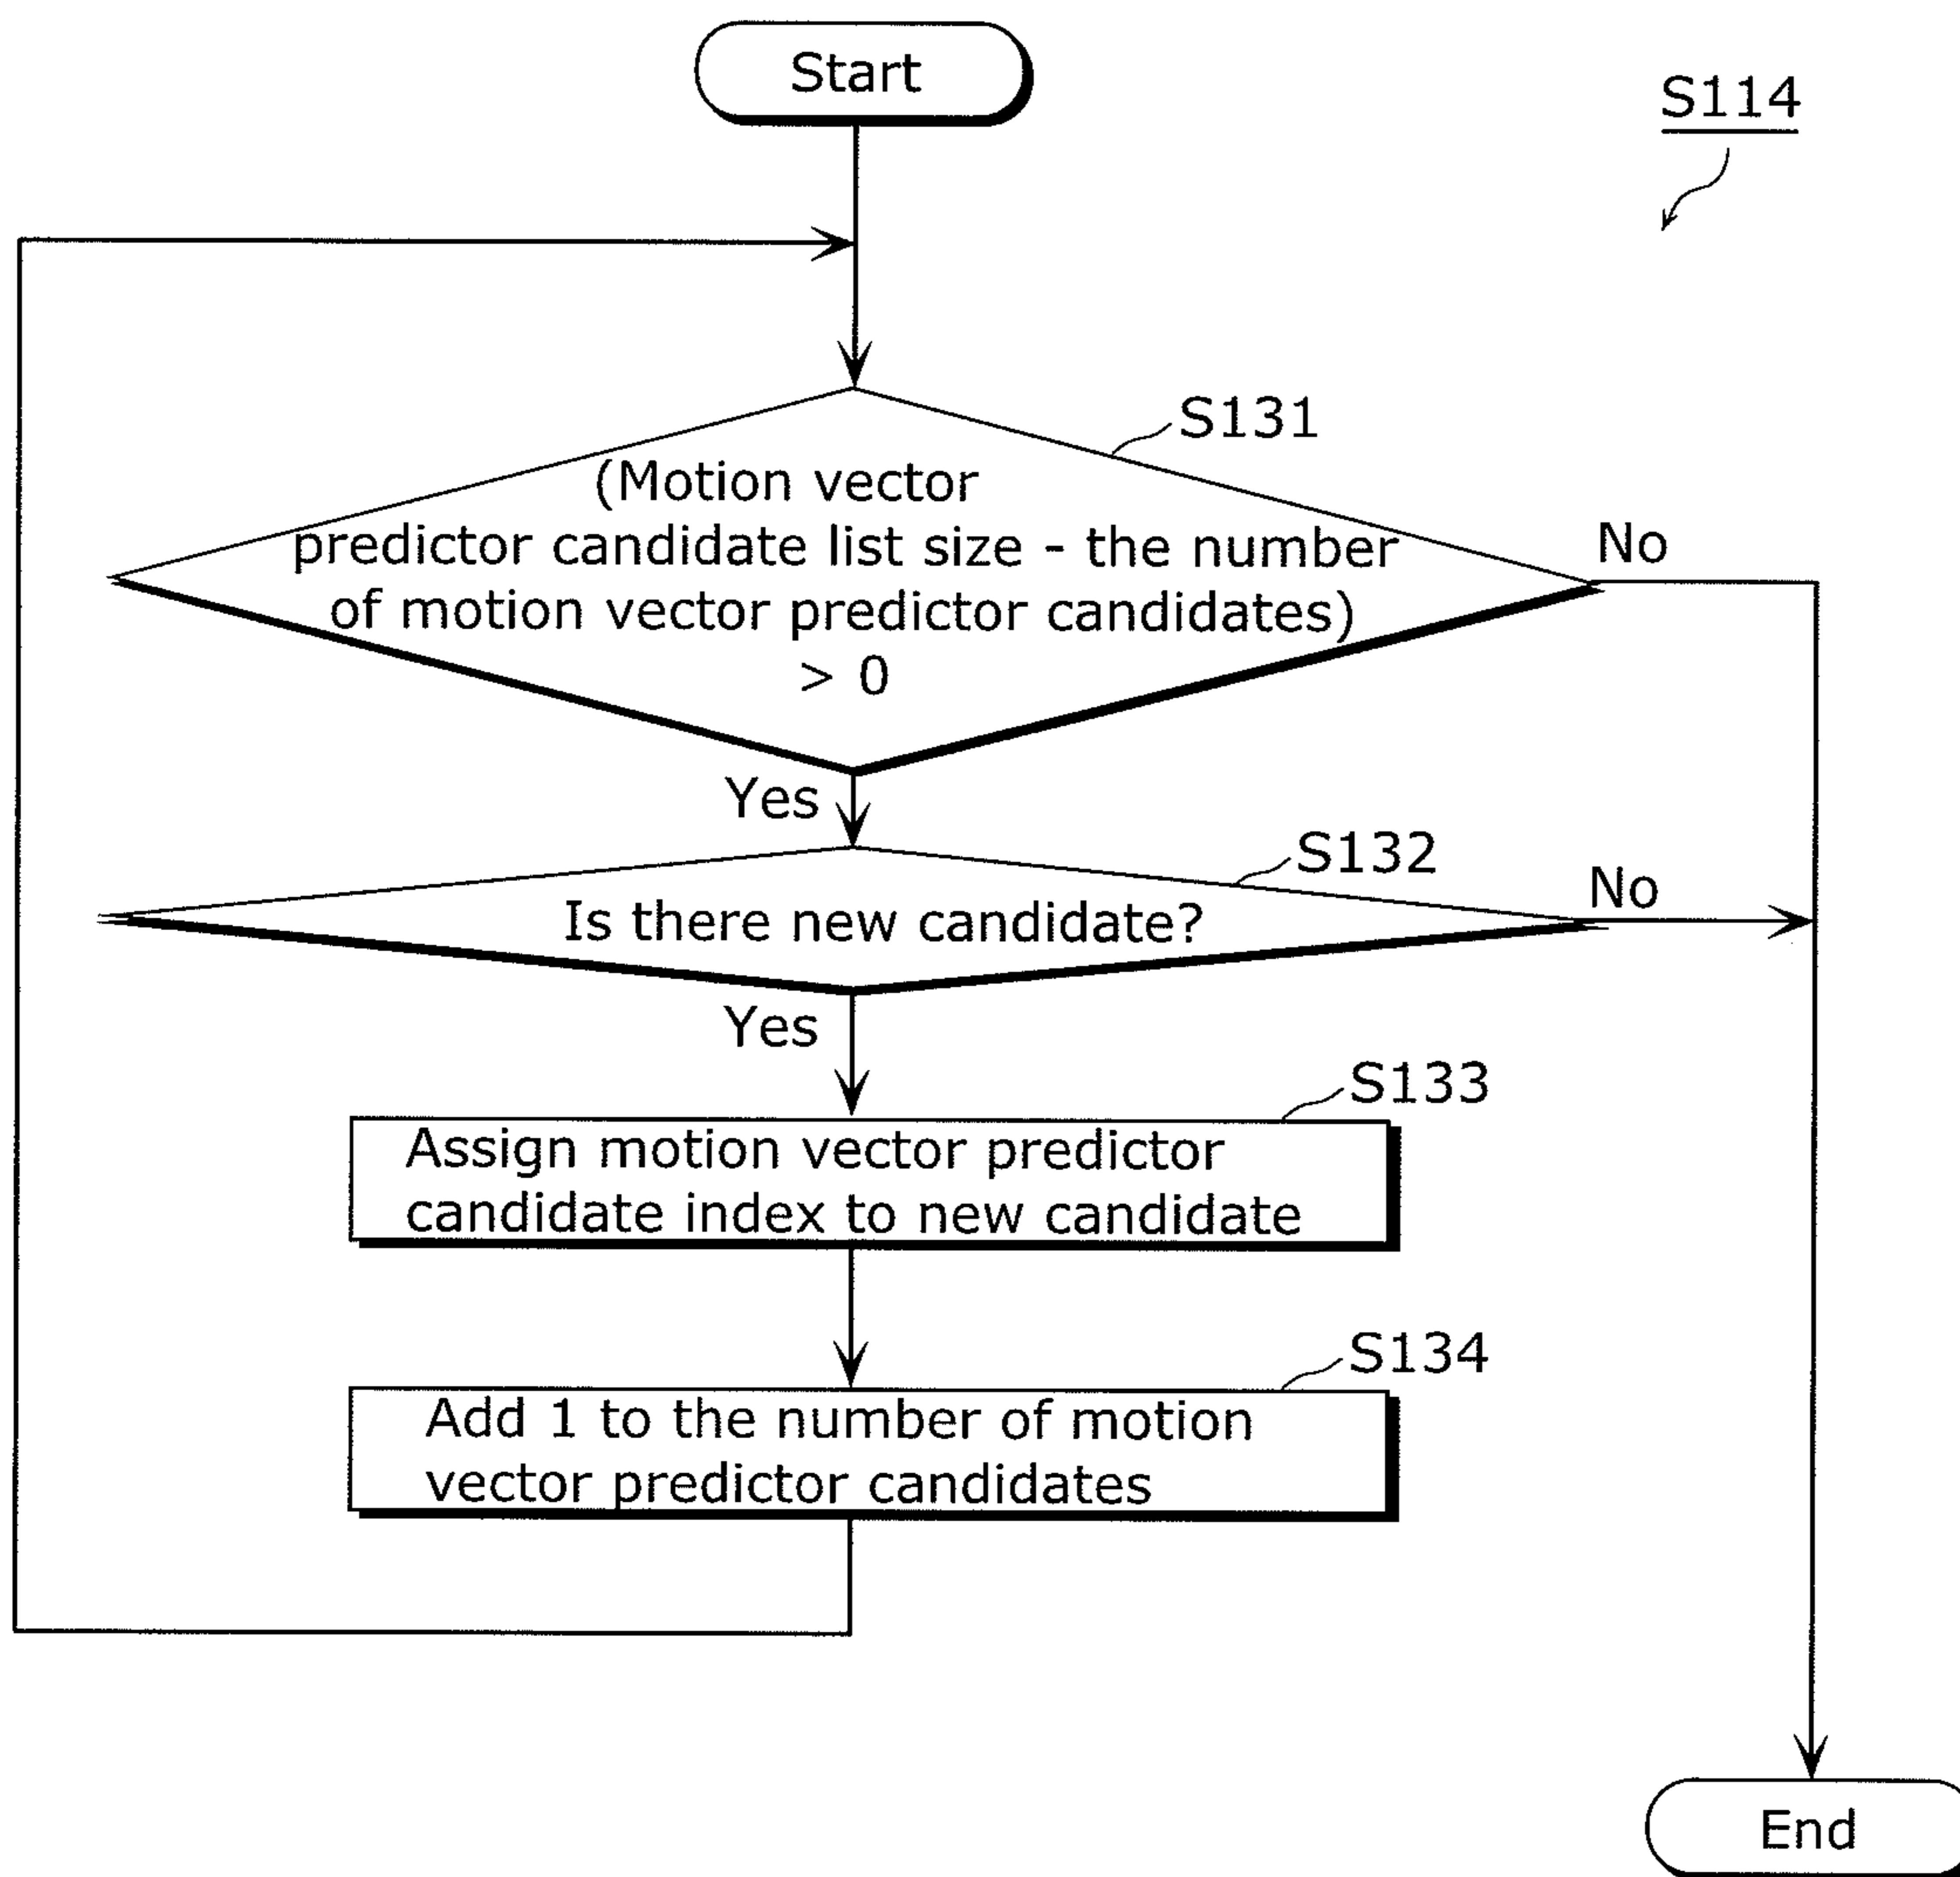 Start
S114
S131
(Motion vector
predictor candidate list size - the number
of motion vector predictor candidates)
> 0
No
Yes
S132
Is there new candidate?
No
Yes
S133
Assign motion vector predictor
candidate index to new candidate
S134
Add 1 to the number of motion
vector predictor candidates
End